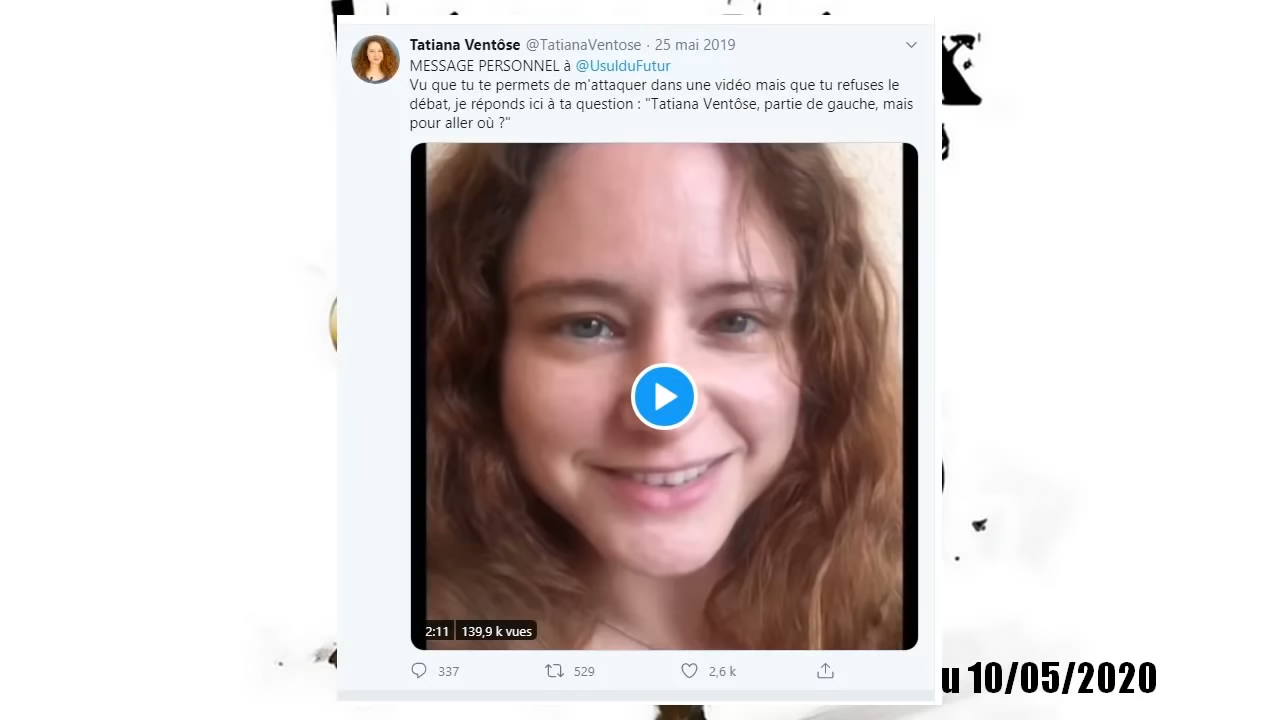 Tatiana Ventôse @TatianaVentose · 25 mai 2019
MESSAGE PERSONNEL à @UsulduFutur
Vu que tu te permets de m'attaquer dans une vidéo mais que tu refuses le
débat, je réponds ici à ta question : "Tatiana Ventôse, partie de gauche, mais
pour aller où ?"
2:11 139,9 k vues
337 529 2,6 k
u 10/05/2020